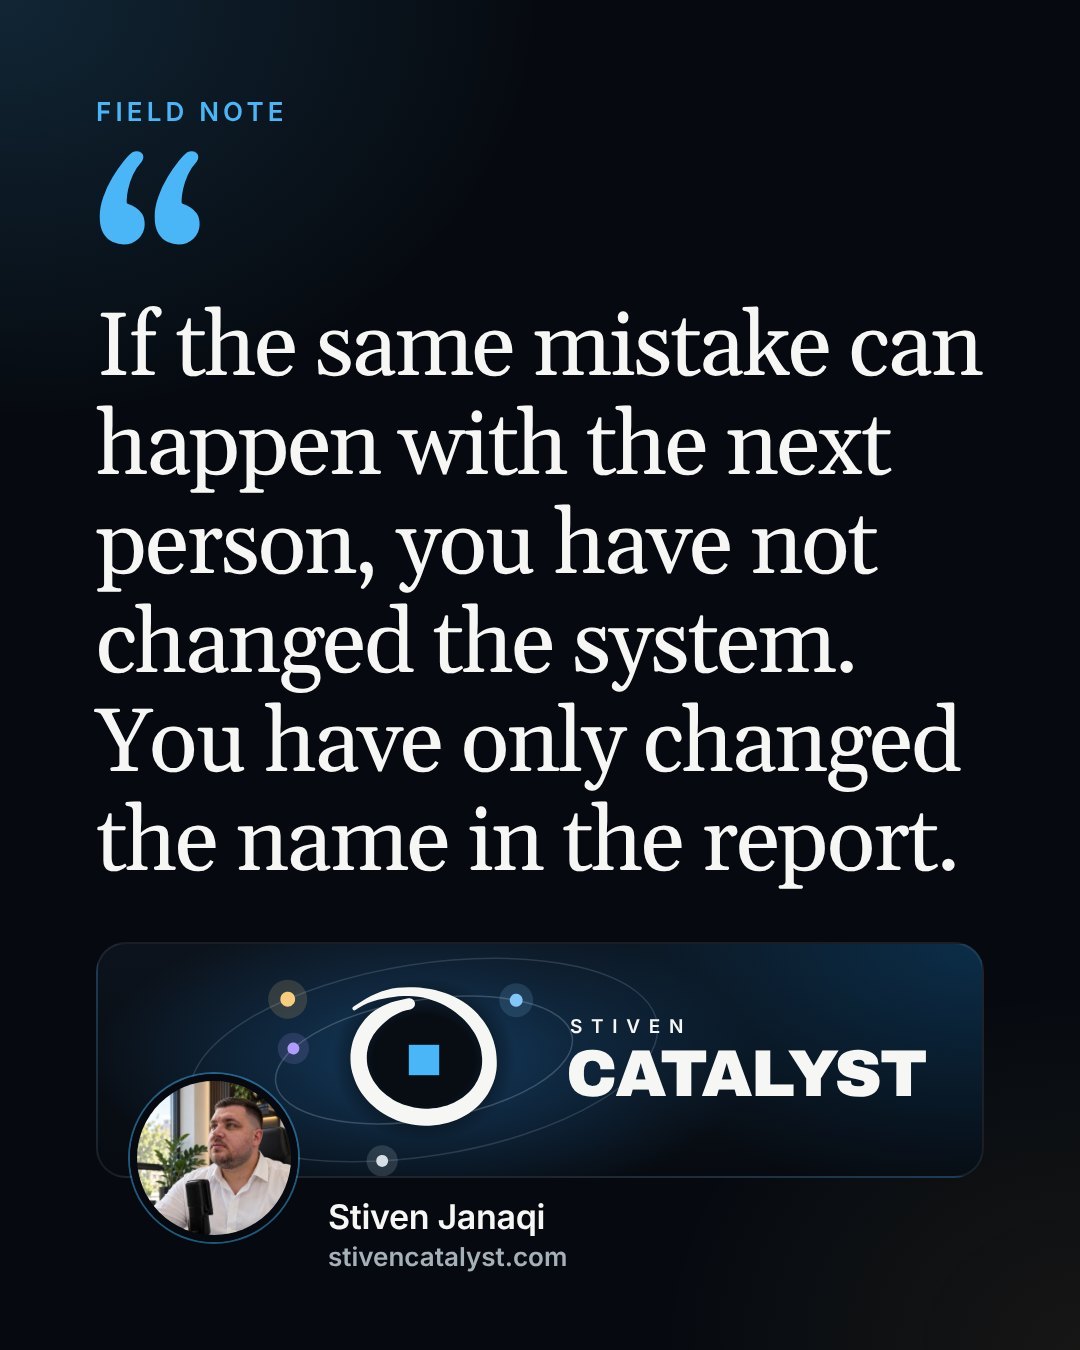 FIELD NOTE
“
If the same mistake can
happen with the next
person, you have not
changed the system.
You have only changed
the name in the report.
STIVEN
CATALYST
Stiven Janaqi
stivencatalyst.com